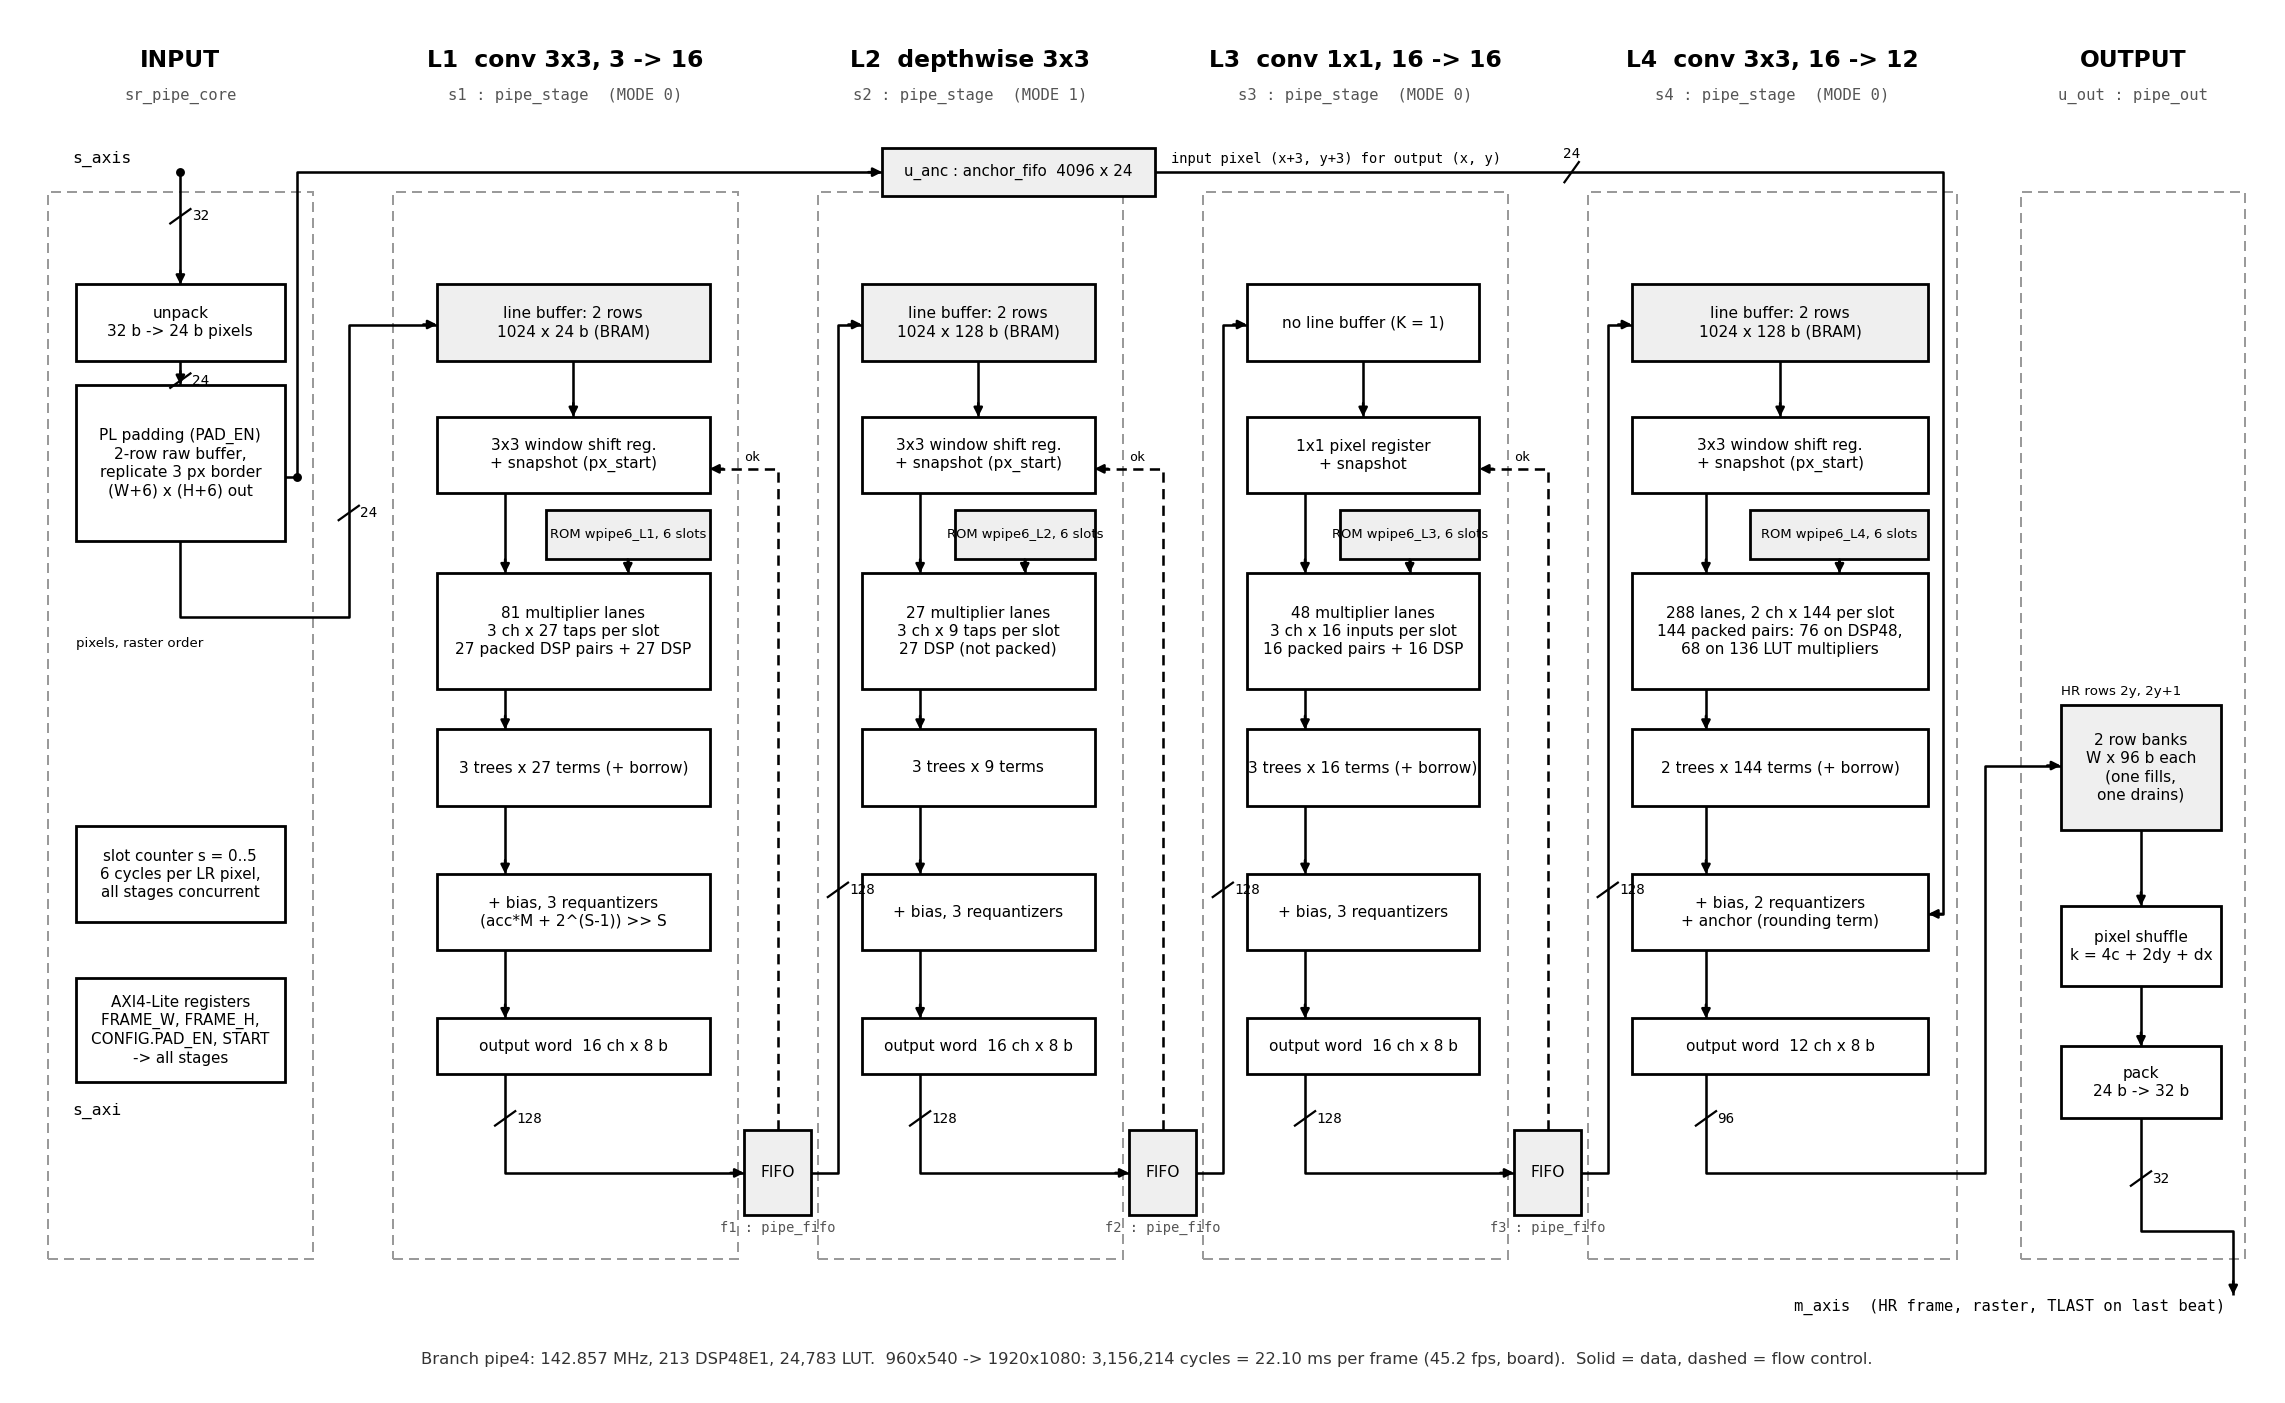 INPUT
sr_pipe_core
L1  conv 3x3, 3 -> 16
s1 : pipe_stage  (MODE 0)
L2  depthwise 3x3
s2 : pipe_stage  (MODE 1)
L3  conv 1x1, 16 -> 16
s3 : pipe_stage  (MODE 0)
L4  conv 3x3, 16 -> 12
s4 : pipe_stage  (MODE 0)
OUTPUT
u_out : pipe_out
s_axis
u_anc : anchor_fifo  4096 x 24
input pixel (x+3, y+3) for output (x, y)
24
32
unpack
32 b -> 24 b pixels
24
PL padding (PAD_EN)
2-row raw buffer,
replicate 3 px border
(W+6) x (H+6) out
24
pixels, raster order
slot counter s = 0..5
6 cycles per LR pixel,
all stages concurrent
AXI4-Lite registers
FRAME_W, FRAME_H,
CONFIG.PAD_EN, START
-> all stages
s_axi
line buffer: 2 rows
1024 x 24 b (BRAM)
3x3 window shift reg.
+ snapshot (px_start)
ok
ROM wpipe6_L1, 6 slots
81 multiplier lanes
3 ch x 27 taps per slot
27 packed DSP pairs + 27 DSP
3 trees x 27 terms (+ borrow)
+ bias, 3 requantizers
(acc*M + 2^(S-1)) >> S
output word  16 ch x 8 b
128
FIFO
f1 : pipe_fifo
128
line buffer: 2 rows
1024 x 128 b (BRAM)
3x3 window shift reg.
+ snapshot (px_start)
ok
ROM wpipe6_L2, 6 slots
27 multiplier lanes
3 ch x 9 taps per slot
27 DSP (not packed)
3 trees x 9 terms
+ bias, 3 requantizers
output word  16 ch x 8 b
128
FIFO
f2 : pipe_fifo
128
no line buffer (K = 1)
1x1 pixel register
+ snapshot
ok
ROM wpipe6_L3, 6 slots
48 multiplier lanes
3 ch x 16 inputs per slot
16 packed pairs + 16 DSP
3 trees x 16 terms (+ borrow)
+ bias, 3 requantizers
output word  16 ch x 8 b
128
FIFO
f3 : pipe_fifo
128
line buffer: 2 rows
1024 x 128 b (BRAM)
3x3 window shift reg.
+ snapshot (px_start)
ROM wpipe6_L4, 6 slots
288 lanes, 2 ch x 144 per slot
144 packed pairs: 76 on DSP48,
68 on 136 LUT multipliers
2 trees x 144 terms (+ borrow)
+ bias, 2 requantizers
+ anchor (rounding term)
output word  12 ch x 8 b
96
HR rows 2y, 2y+1
2 row banks
W x 96 b each
(one fills,
one drains)
pixel shuffle
k = 4c + 2dy + dx
pack
24 b -> 32 b
32
m_axis  (HR frame, raster, TLAST on last beat)
Branch pipe4: 142.857 MHz, 213 DSP48E1, 24,783 LUT.  960x540 -> 1920x1080: 3,156,214 cycles = 22.10 ms per frame (45.2 fps, board).  Solid = data, dashed = flow control.